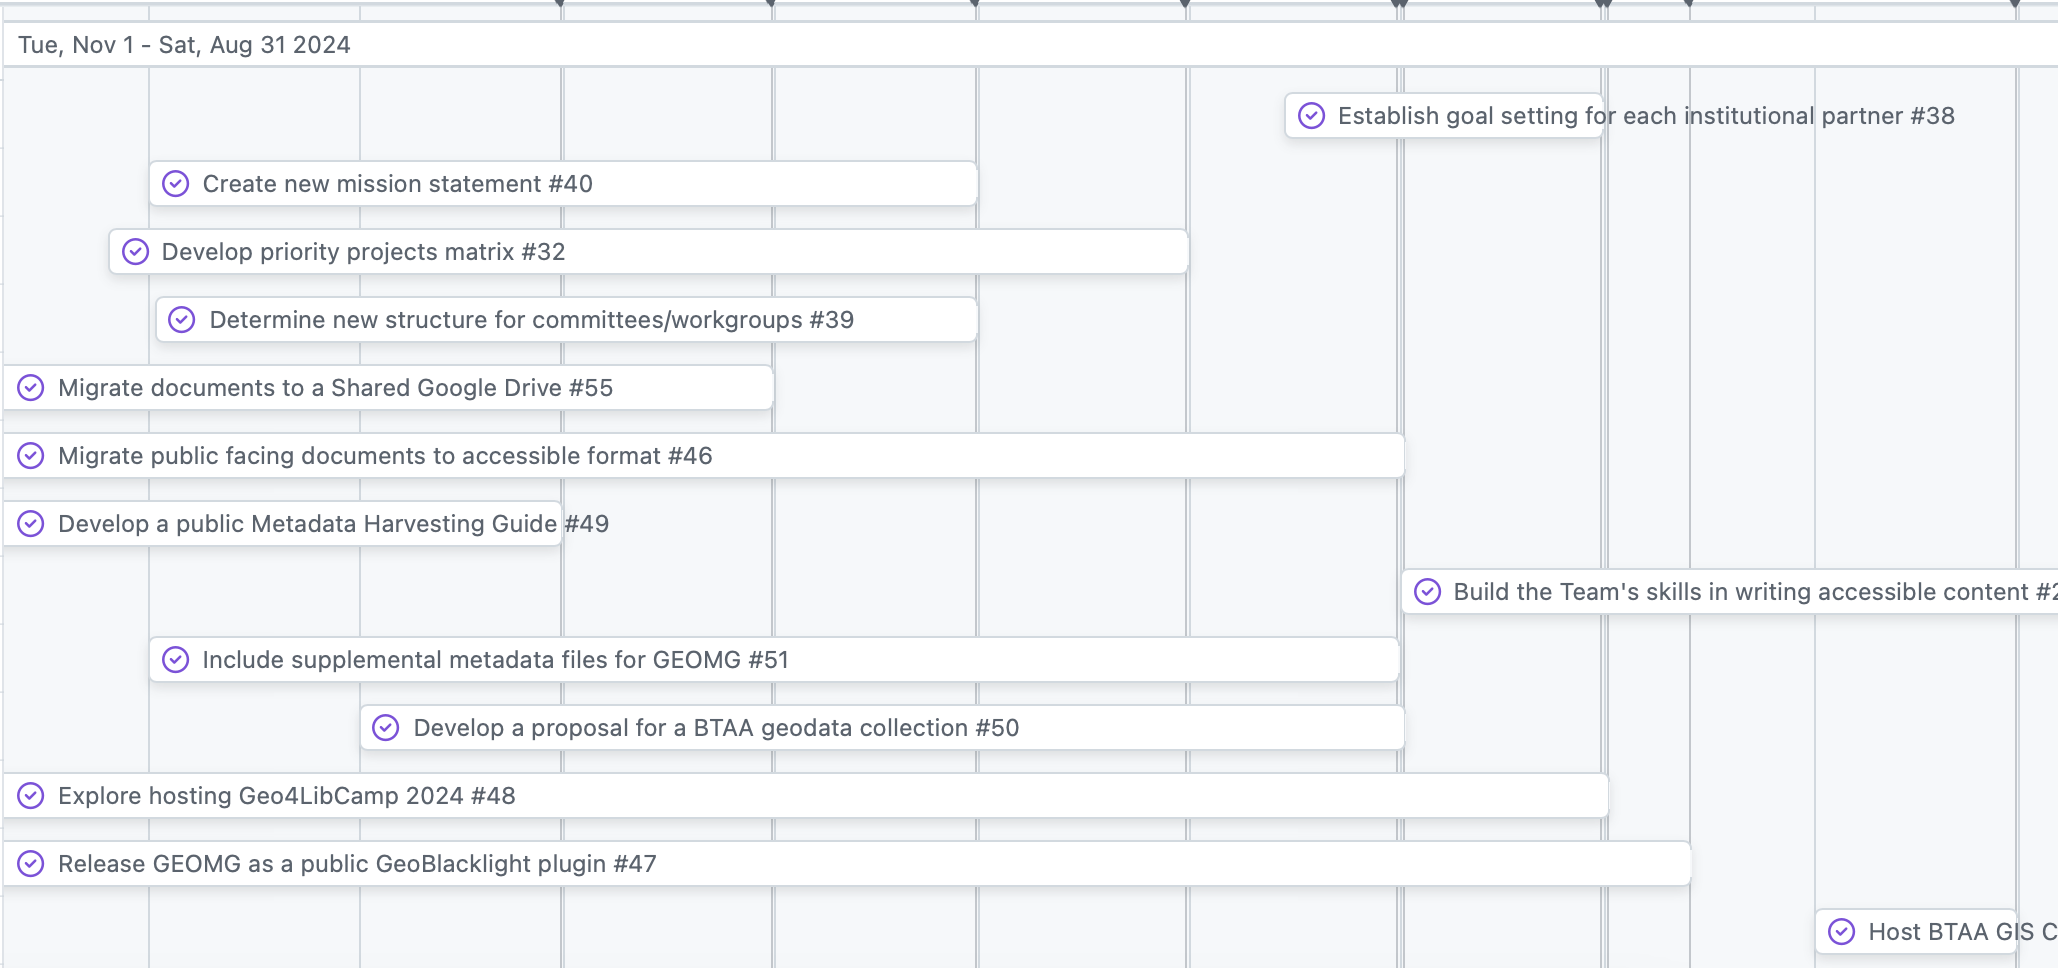 Tue, Nov 1 - Sat, Aug 31 2024
Establish goal setting for each institutional partner #38
Create new mission statement #40
Develop priority projects matrix #32
Determine new structure for committees/workgroups #39
Migrate documents to a Shared Google Drive #55
Migrate public facing documents to accessible format #46
Develop a public Metadata Harvesting Guide #49
Build the Team's skills in writing accessible content
Include supplemental metadata files for GEOMG #51
Develop a proposal for a BTAA geodata collection #50
Explore hosting Geo4LibCamp 2024 #48
Release GEOMG as a public GeoBlacklight plugin #47
Host BTAA GIS